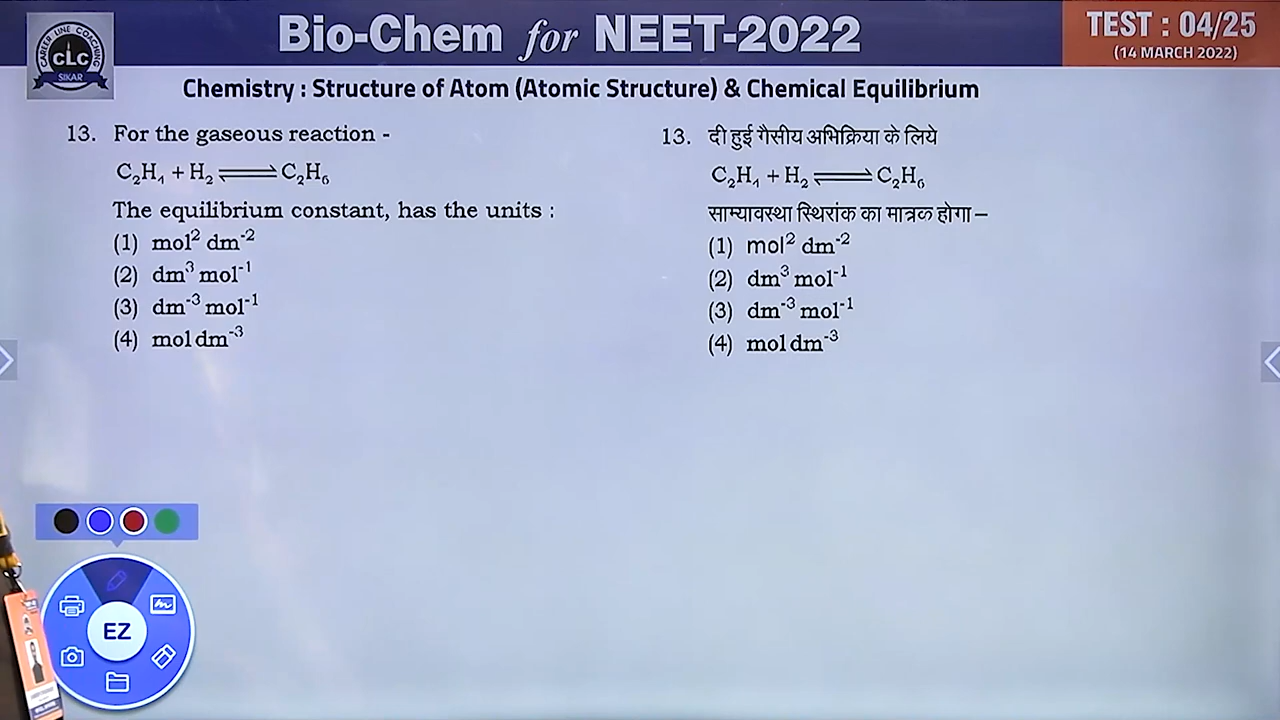 CAREER LINE COACHING
CLC
SIKAR
Bio-Chem for NEET-2022
TEST : 04/25
(14 MARCH 2022)
Chemistry : Structure of Atom (Atomic Structure) & Chemical Equilibrium
13. For the gaseous reaction -
C₂H₄ + H₂ ⇌ C₂H₆
The equilibrium constant, has the units :
(1) mol² dm⁻²
(2) dm³ mol⁻¹
(3) dm⁻³ mol⁻¹
(4) mol dm⁻³
13. दी हुई गैसीय अभिक्रिया के लिये
C₂H₄ + H₂ ⇌ C₂H₆
साम्यावस्था स्थिरांक का मात्रक होगा –
(1) mol² dm⁻²
(2) dm³ mol⁻¹
(3) dm⁻³ mol⁻¹
(4) mol dm⁻³
EZ